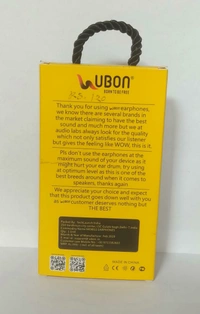 UBON®
BORN TO BE FREE
Thank you for using UBON earphones,
we know there are several brands in
the market claiming to have the best
sound and much more but we at
audio labs always look for the quality
which not only satisfies our listener
but gives the feeling like WOW, this is it
Pls don't use the earphones at the
maximum sound of your device as it
might hurt your ear drum, try using
at optimum level as this is one of the
best breeds around when it comes to
speakers, thanks again
We appreciate your choice and expect
that this product goes down well with you
as UBON customer deserves nothing but
THE BEST